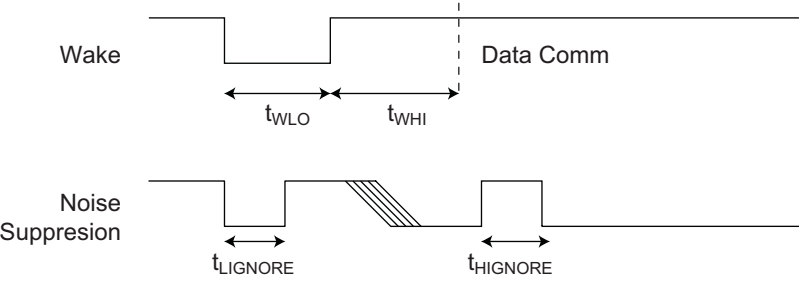 Wake
Data Comm
tWLO
tWHI
Noise
Suppresion
tLIGNORE
tHIGNORE